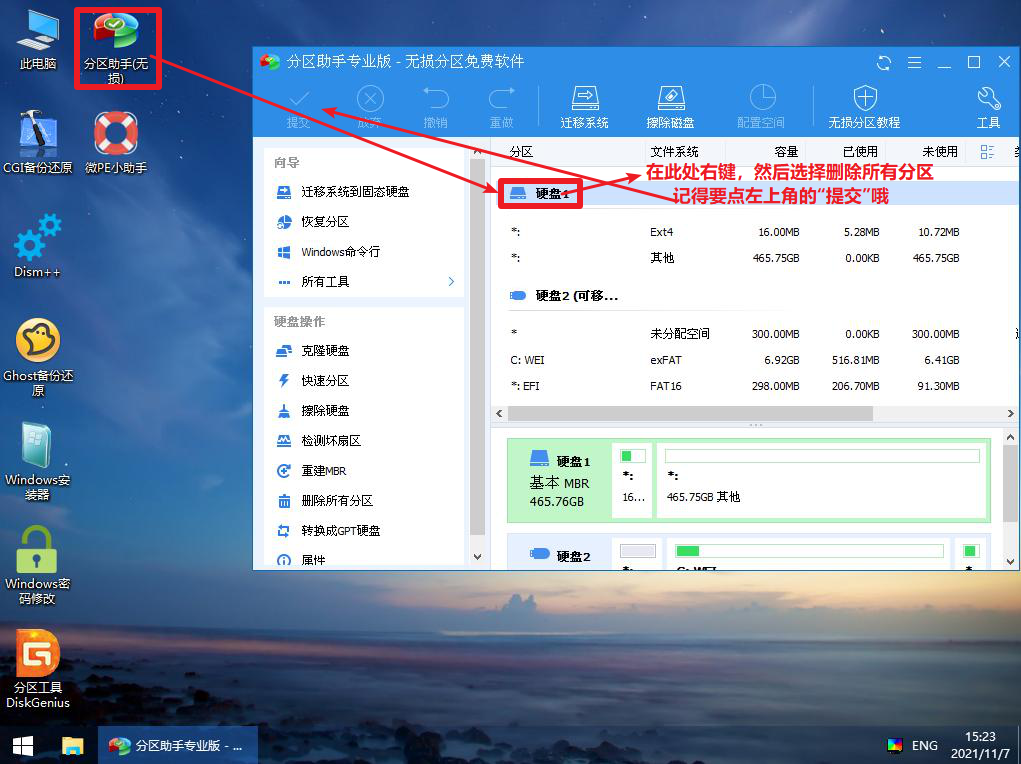 此电脑
分区助手(无
损)
CGI备份还原
微PE小助手
Dism++
Ghost备份还
原
Windows安
装器
Windows密
码修改
分区工具
DiskGenius
分区助手专业版 - 无损分区免费软件
提交
放弃
撤销
重做
迁移系统
擦除磁盘
配置空间
无损分区教程
工具
向导
迁移系统到固态硬盘
恢复分区
Windows命令行
所有工具
硬盘操作
克隆硬盘
快速分区
擦除硬盘
检测坏扇区
重建MBR
删除所有分区
转换成GPT硬盘
属性
分区 文件系统 容量 已使用 未使用
硬盘1
在此处右键，然后选择删除所有分区
记得要点左上角的“提交”哦
*: Ext4 16.00MB 5.28MB 10.72MB
*: 其他 465.75GB 0.00KB 465.75GB
硬盘2 (可移...
* 未分配空间 300.00MB 0.00KB 300.00MB
C: WEI exFAT 6.92GB 516.81MB 6.41GB
*: EFI FAT16 298.00MB 206.70MB 91.30MB
硬盘1
基本 MBR
465.76GB
*:
16...
*:
465.75GB 其他
硬盘2
*:
C: WEI
*
分区助手专业版 - ...
ENG
15:23
2021/11/7